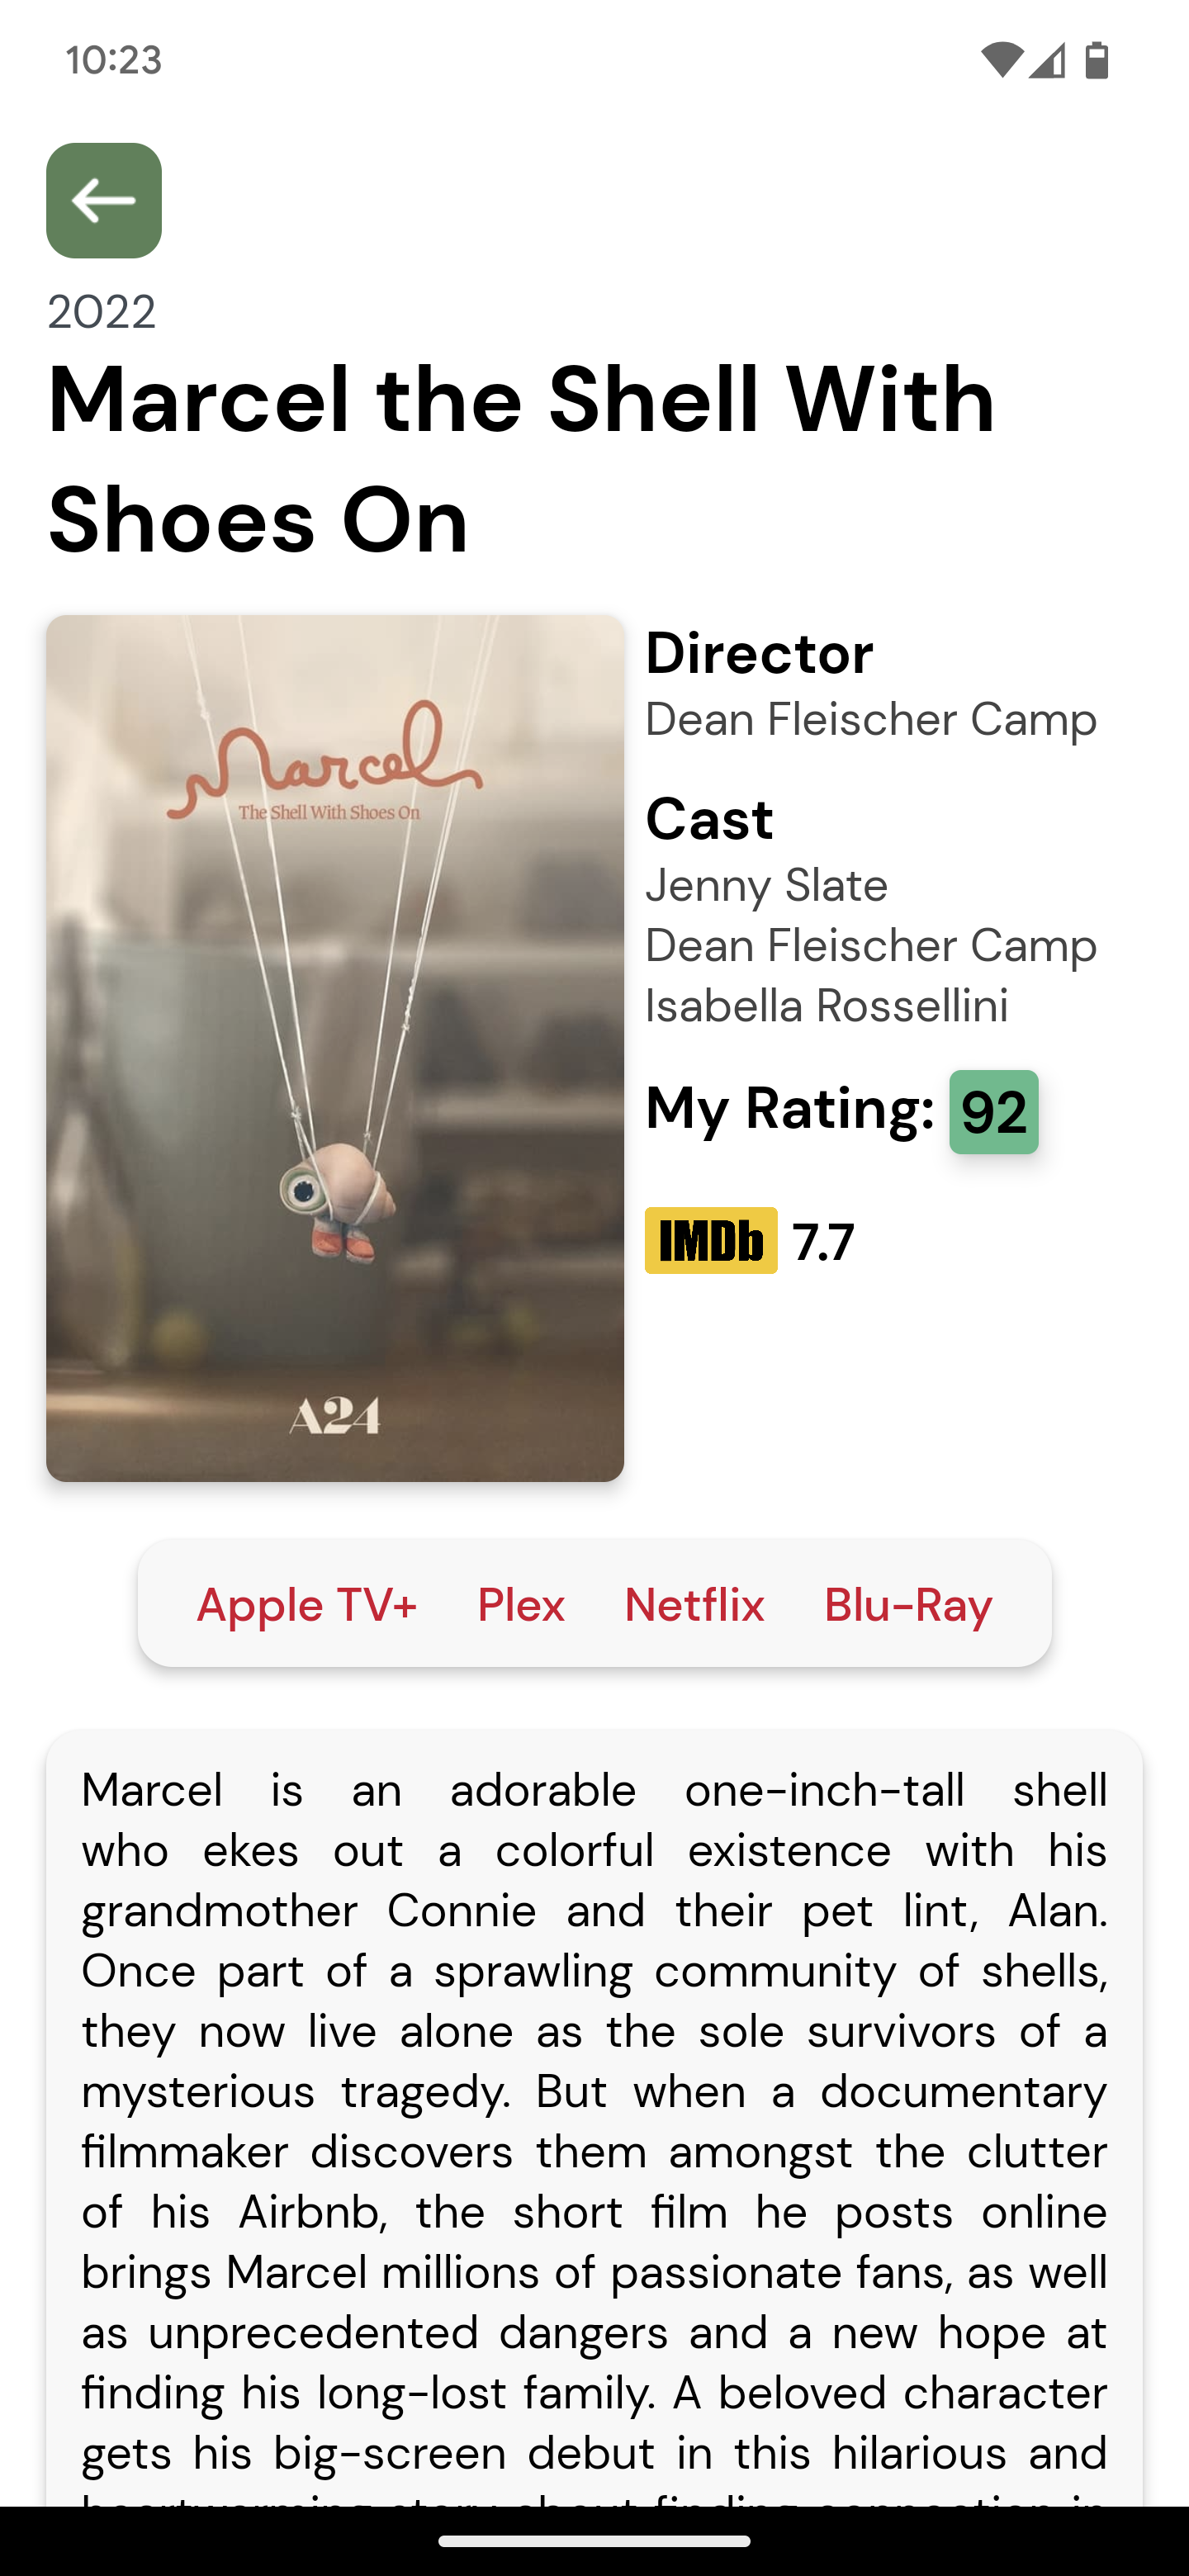 10:23
2022
Marcel the Shell With
Shoes On
Marcel
The Shell With Shoes On
A24
Director
Dean Fleischer Camp
Cast
Jenny Slate
Dean Fleischer Camp
Isabella Rossellini
My Rating: 92
IMDb 7.7
Apple TV+ Plex Netflix Blu-Ray
Marcel is an adorable one-inch-tall shell
who ekes out a colorful existence with his
grandmother Connie and their pet lint, Alan.
Once part of a sprawling community of shells,
they now live alone as the sole survivors of a
mysterious tragedy. But when a documentary
filmmaker discovers them amongst the clutter
of his Airbnb, the short film he posts online
brings Marcel millions of passionate fans, as well
as unprecedented dangers and a new hope at
finding his long-lost family. A beloved character
gets his big-screen debut in this hilarious and
heartwarming story about finding connection in